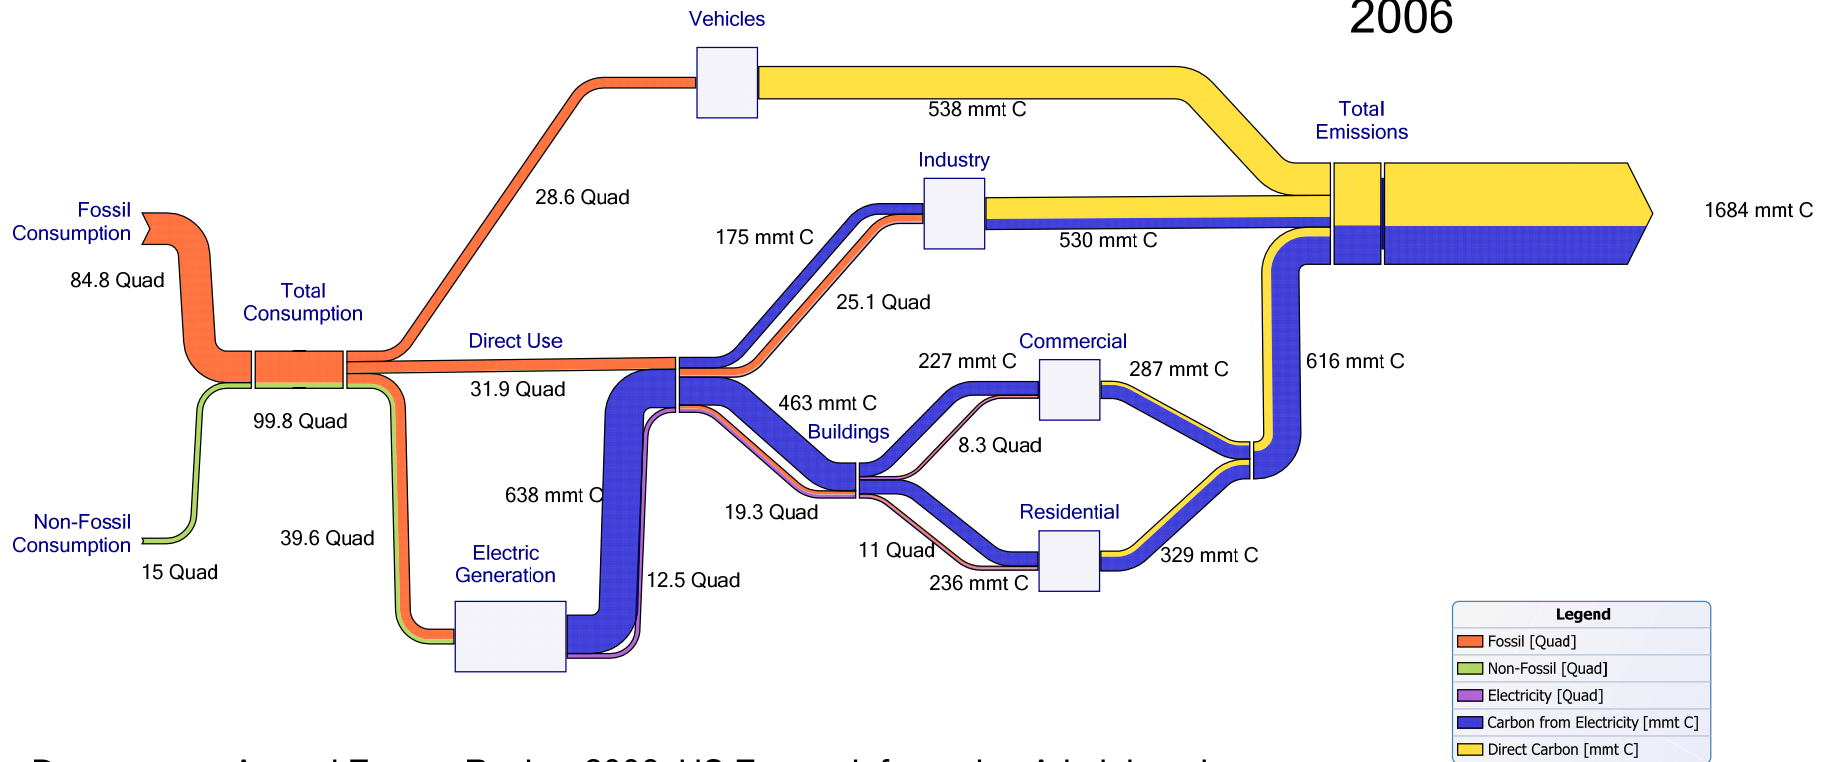 2006
Vehicles
538 mmt C
Total
Emissions
Industry
28.6 Quad
Fossil
Consumption
175 mmt C
530 mmt C
1684 mmt C
84.8 Quad
Total
Consumption
25.1 Quad
Direct Use
31.9 Quad
Commercial
227 mmt C
287 mmt C
616 mmt C
99.8 Quad
463 mmt C
Buildings
8.3 Quad
638 mmt C
19.3 Quad
Residential
Non-Fossil
Consumption
39.6 Quad
15 Quad
Electric
Generation
12.5 Quad
11 Quad
236 mmt C
329 mmt C
Legend
Fossil [Quad]
Non-Fossil [Quad]
Electricity [Quad]
Carbon from Electricity [mmt C]
Direct Carbon [mmt C]